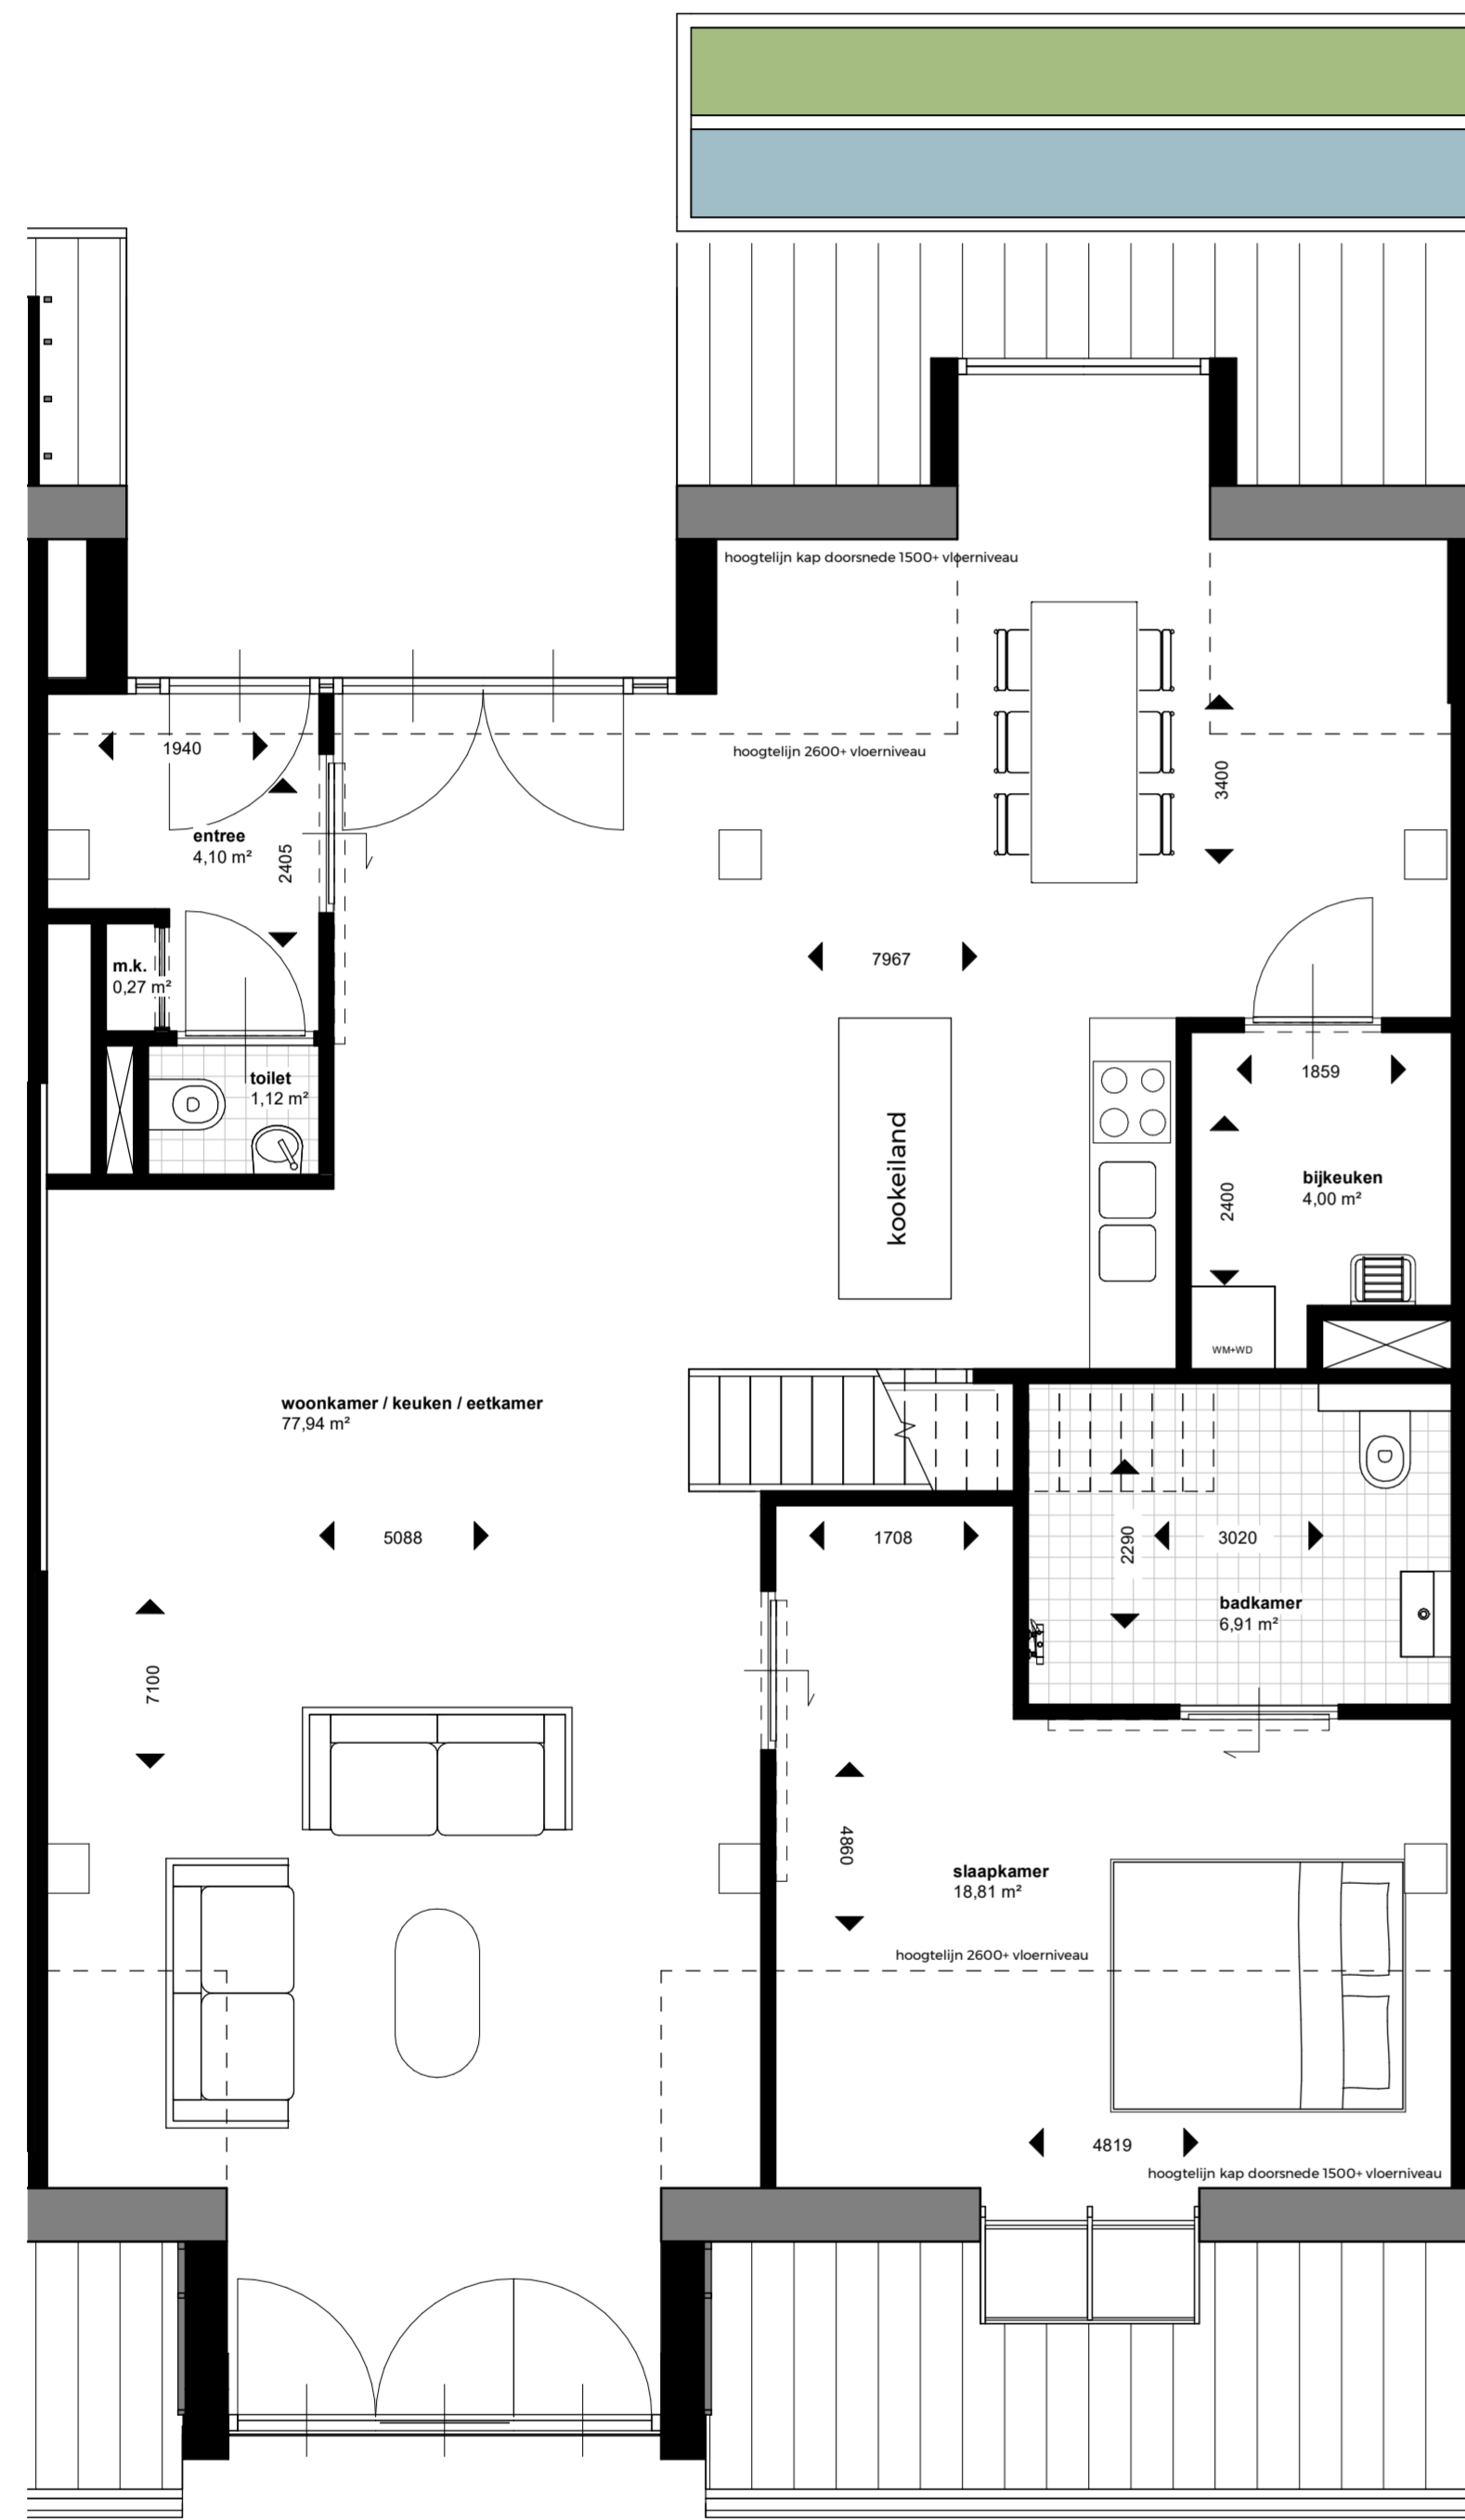 hoogtelijn kap doorsnede 1500+ vloerniveau
1940
hoogtelijn 2600+ vloerniveau
3400
entree
4,10 m²
2405
7967
m.k.
0,27 m²
toilet
1,12 m²
1859
kookeiland
2400
bijkeuken
4,00 m²
WM+WD
woonkamer / keuken / eetkamer
77,94 m²
5088
1708
2290
3020
badkamer
6,91 m²
7100
4860
slaapkamer
18,81 m²
hoogtelijn 2600+ vloerniveau
4819
hoogtelijn kap doorsnede 1500+ vloerniveau